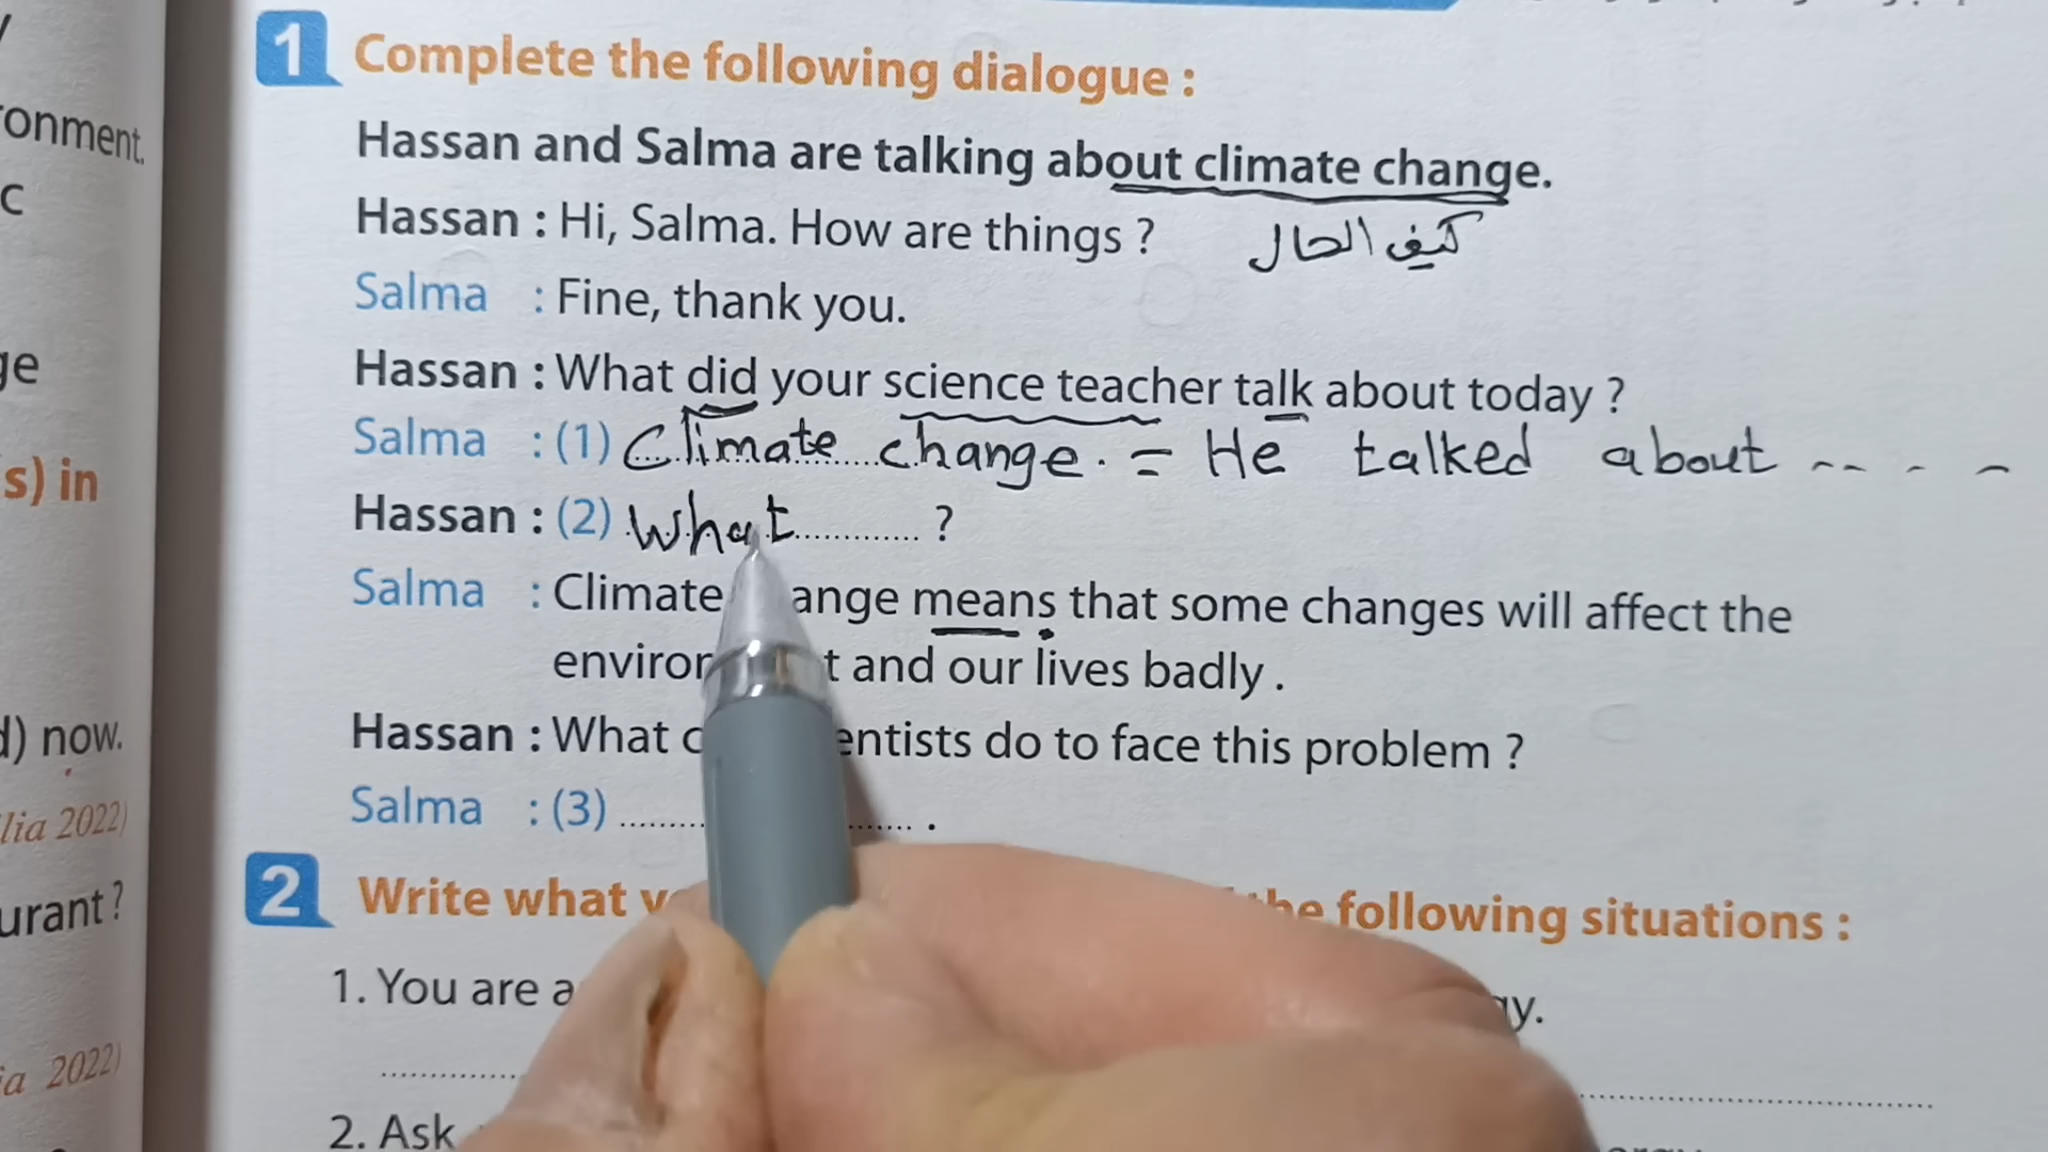 1 Complete the following dialogue :
Hassan and Salma are talking about climate change.
Hassan : Hi, Salma. How are things ? كيف الحال
Salma : Fine, thank you.
Hassan : What did your science teacher talk about today ?
Salma : (1) Climate change. = He talked about - - - -
Hassan : (2) What ............ ?
Salma : Climate ange means that some changes will affect the
environ t and our lives badly .
Hassan : What c entists do to face this problem ?
Salma : (3) ............ .
2 Write what y he following situations :
1. You are a y.
2. Ask
onment.
c
ge
s) in
d) now.
lia 2022)
urant ?
ia 2022)